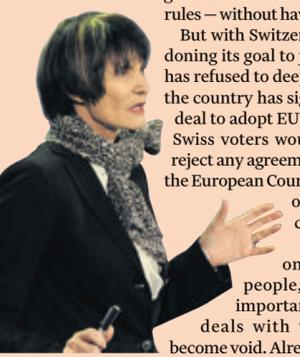 rules — without hav
But with Switzer
doning its goal to j
has refused to dee
the country has sig
deal to adopt EU
Swiss voters wou
reject any agreem
the European Cour
o
c
on
people,
importan
deals with
become void. Alre